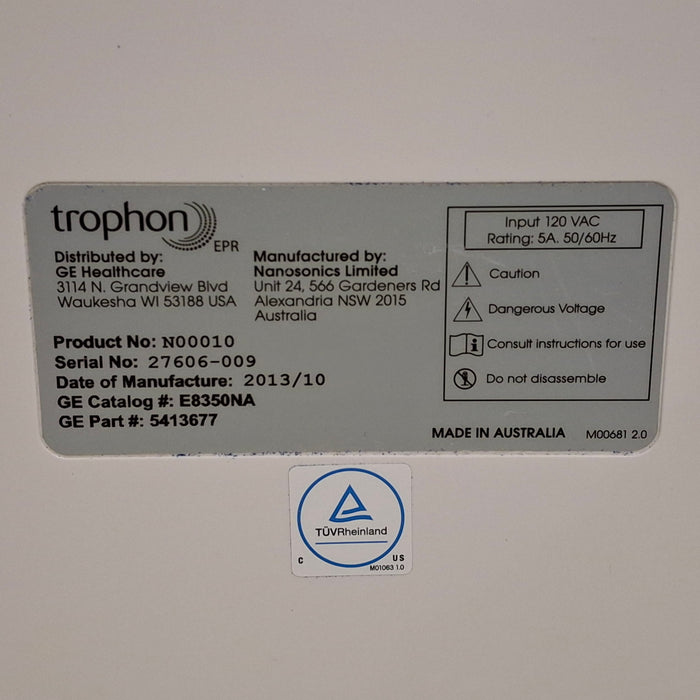 trophon
EPR
Distributed by:
GE Healthcare
3114 N. Grandview Blvd
Waukesha WI 53188 USA
Manufactured by:
Nanosonics Limited
Unit 24, 566 Gardeners Rd
Alexandria NSW 2015
Australia
Product No: N00010
Serial No: 27606-009
Date of Manufacture: 2013/10
GE Catalog #: E8350NA
GE Part #: 5413677
Input 120 VAC
Rating: 5A. 50/60Hz
Caution
Dangerous Voltage
Consult instructions for use
Do not disassemble
MADE IN AUSTRALIA M00681 2.0
TÜVRheinland
C US
M01063 1.0